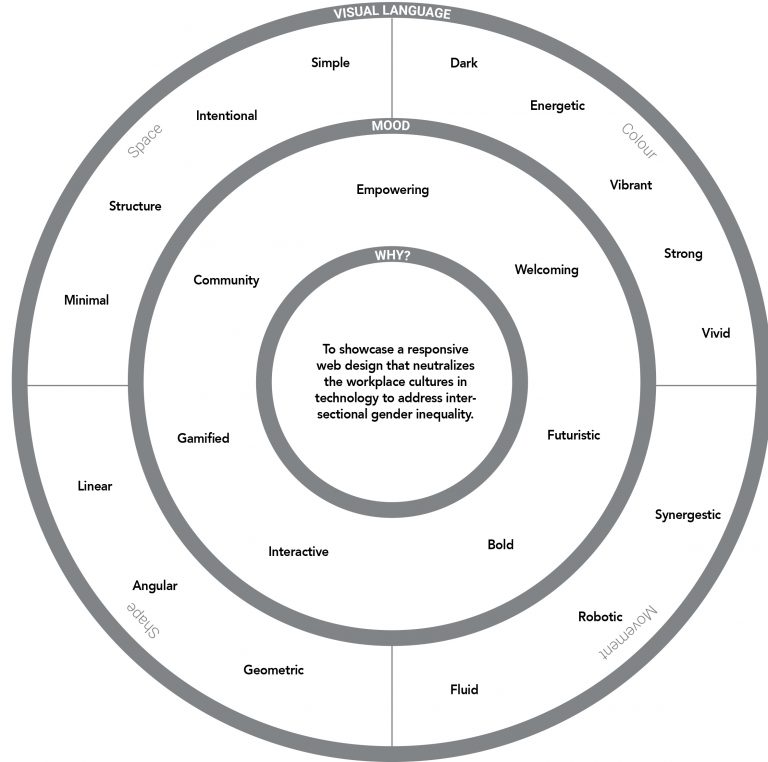 VISUAL LANGUAGE
Simple
Dark
Intentional
Energetic
Space
Colour
MOOD
Structure
Vibrant
Empowering
Minimal
Strong
Vivid
Community
Welcoming
WHY?
To showcase a responsive
web design that neutralizes
the workplace cultures in
technology to address inter-
sectional gender inequality.
Gamified
Futuristic
Interactive
Bold
Linear
Synergestic
Angular
Robotic
Shape
Movement
Geometric
Fluid